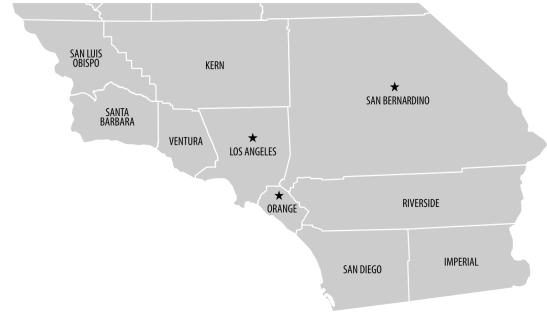 SAN LUIS
OBISPO
KERN
SAN BERNARDINO
SANTA
BARBARA
VENTURA
LOS ANGELES
ORANGE
RIVERSIDE
SAN DIEGO
IMPERIAL